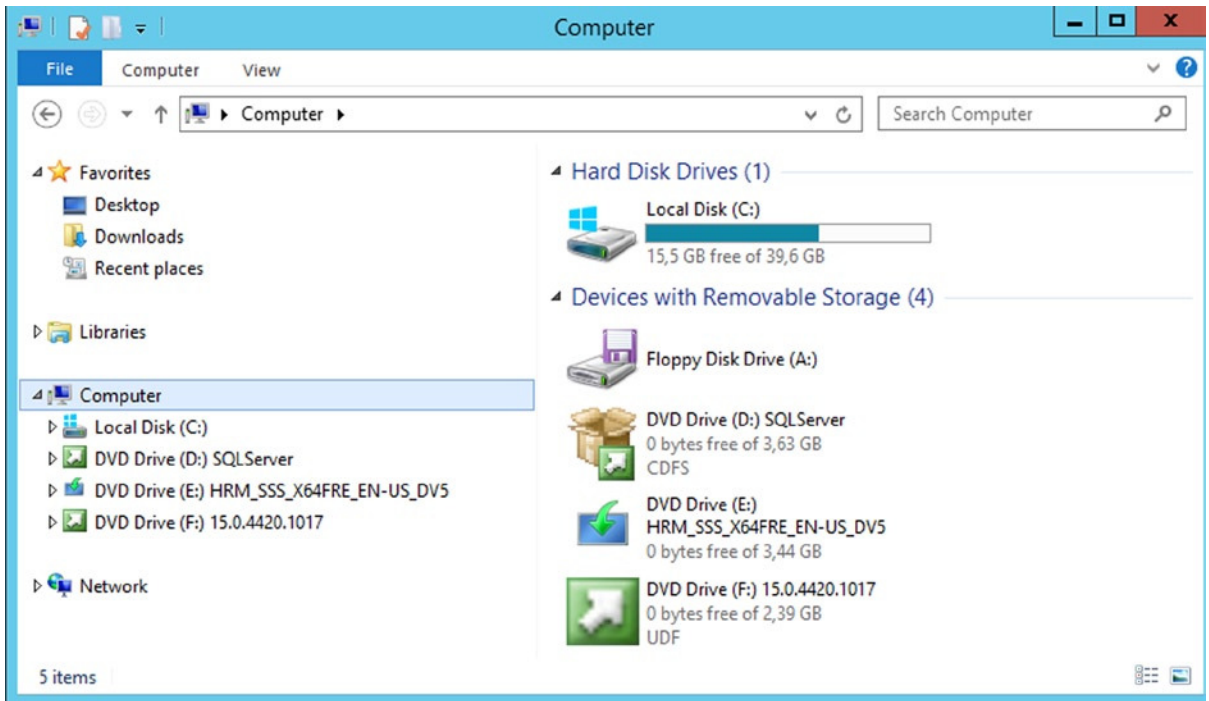 Computer
File Computer View
Computer
Search Computer
Favorites
Desktop
Downloads
Recent places
Libraries
Computer
Local Disk (C:)
DVD Drive (D:) SQLServer
DVD Drive (E:) HRM_SSS_X64FRE_EN-US_DV5
DVD Drive (F:) 15.0.4420.1017
Network
Hard Disk Drives (1)
Local Disk (C:)
15,5 GB free of 39,6 GB
Devices with Removable Storage (4)
Floppy Disk Drive (A:)
DVD Drive (D:) SQLServer
0 bytes free of 3,63 GB
CDFS
DVD Drive (E:)
HRM_SSS_X64FRE_EN-US_DV5
0 bytes free of 3,44 GB
DVD Drive (F:) 15.0.4420.1017
0 bytes free of 2,39 GB
UDF
5 items